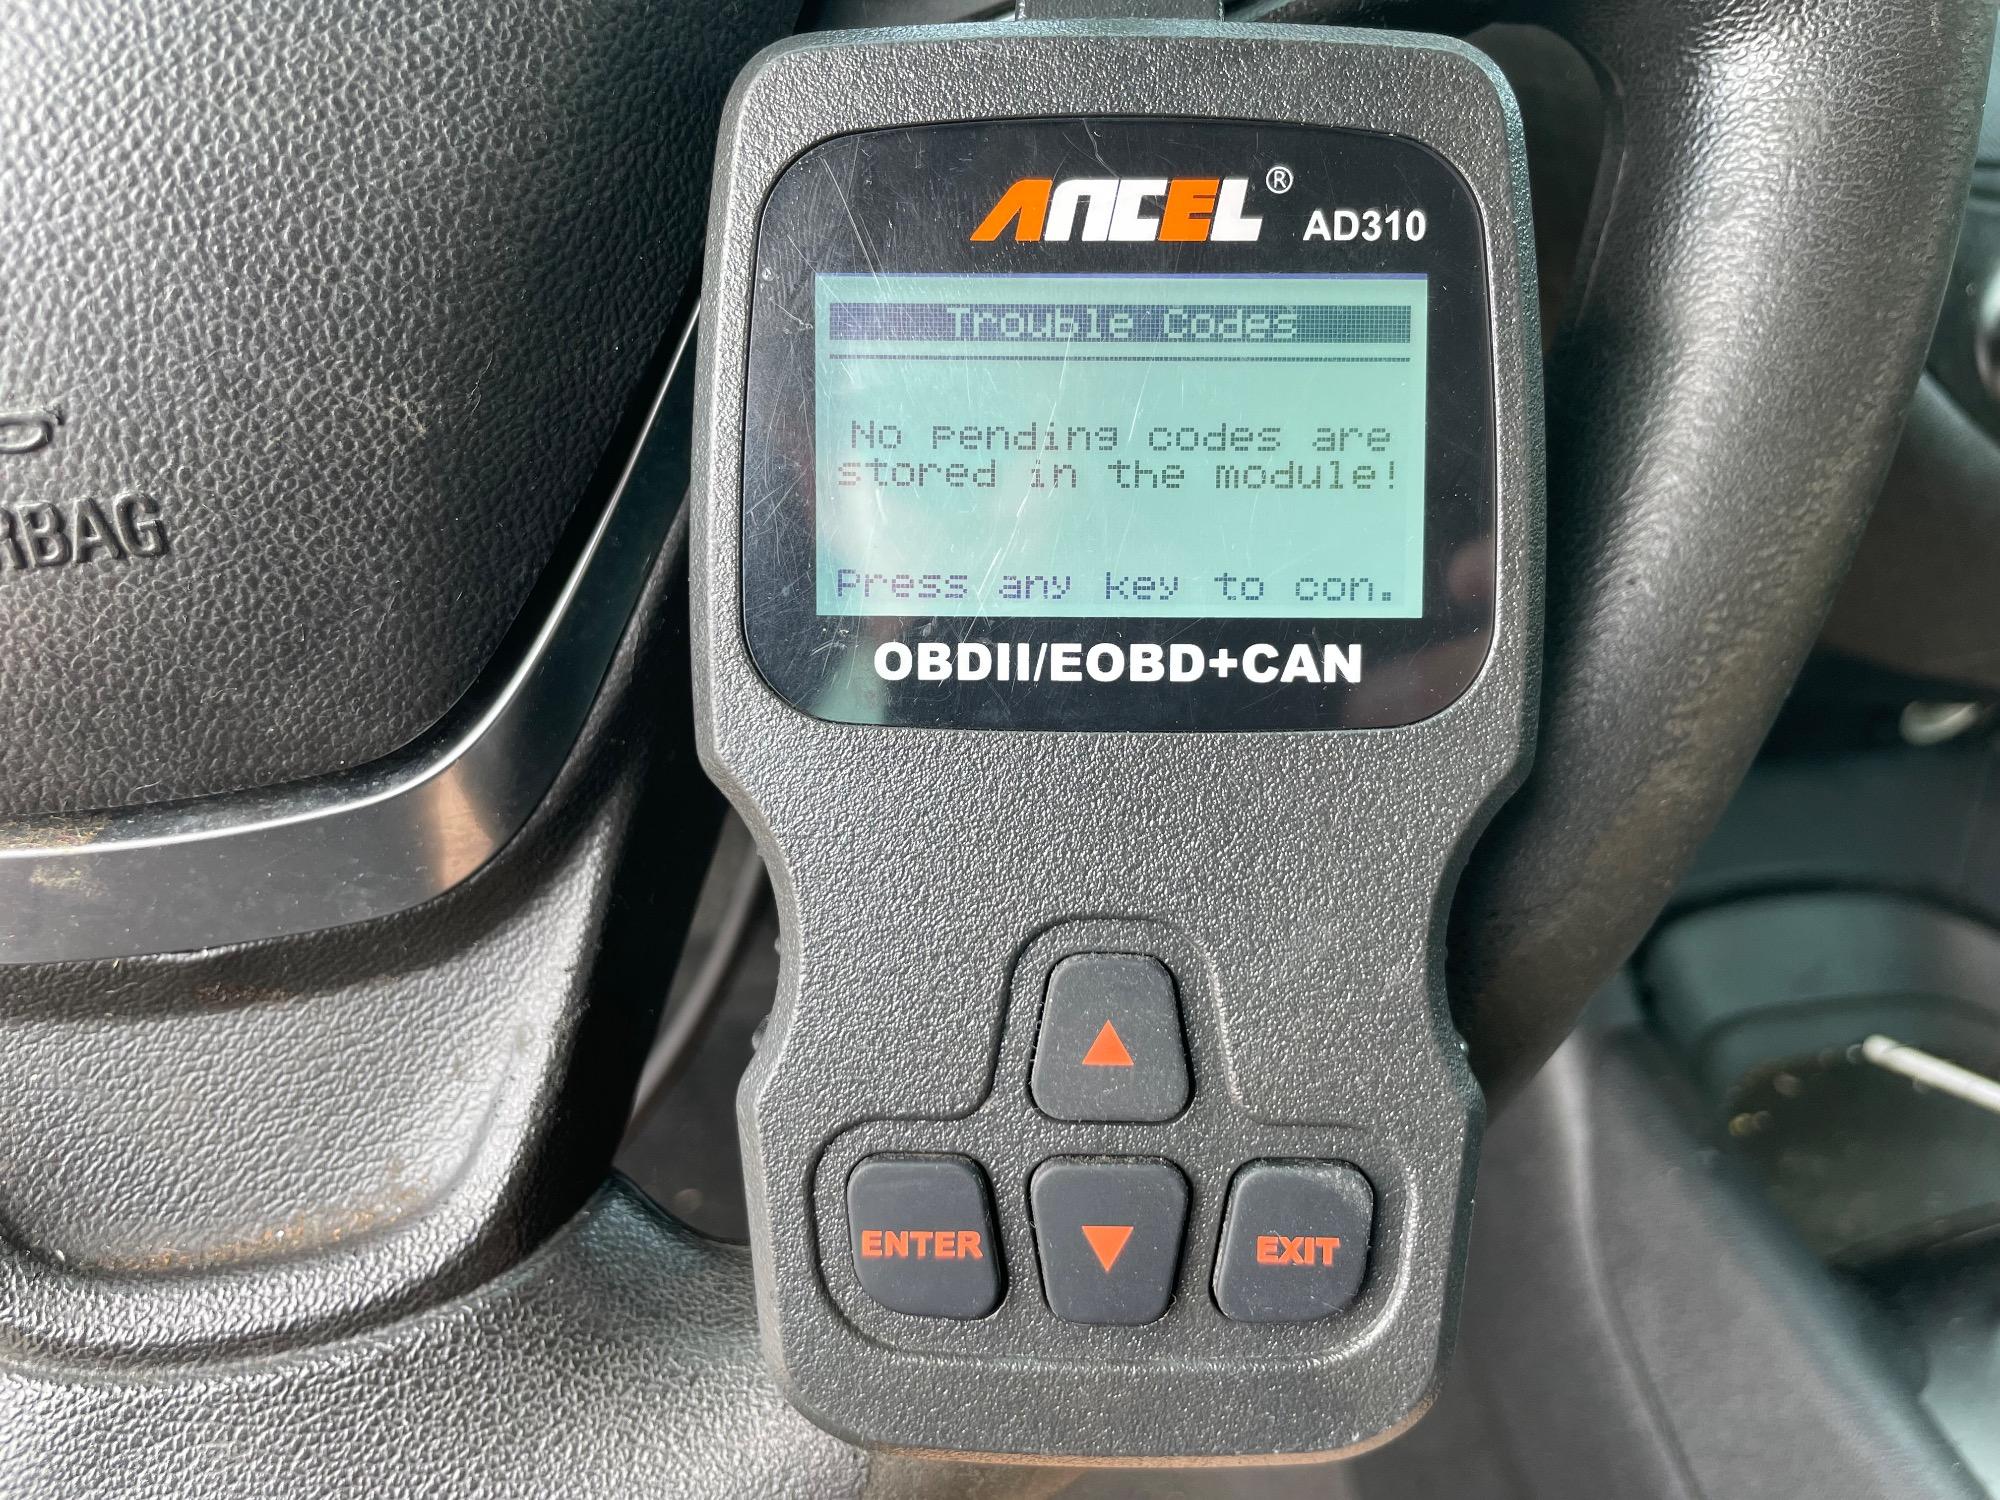 ANCEL® AD310
Trouble Codes
No pending codes are
stored in the module!
Press any key to con.
OBDII/EOBD+CAN
RBAG
ENTER
EXIT